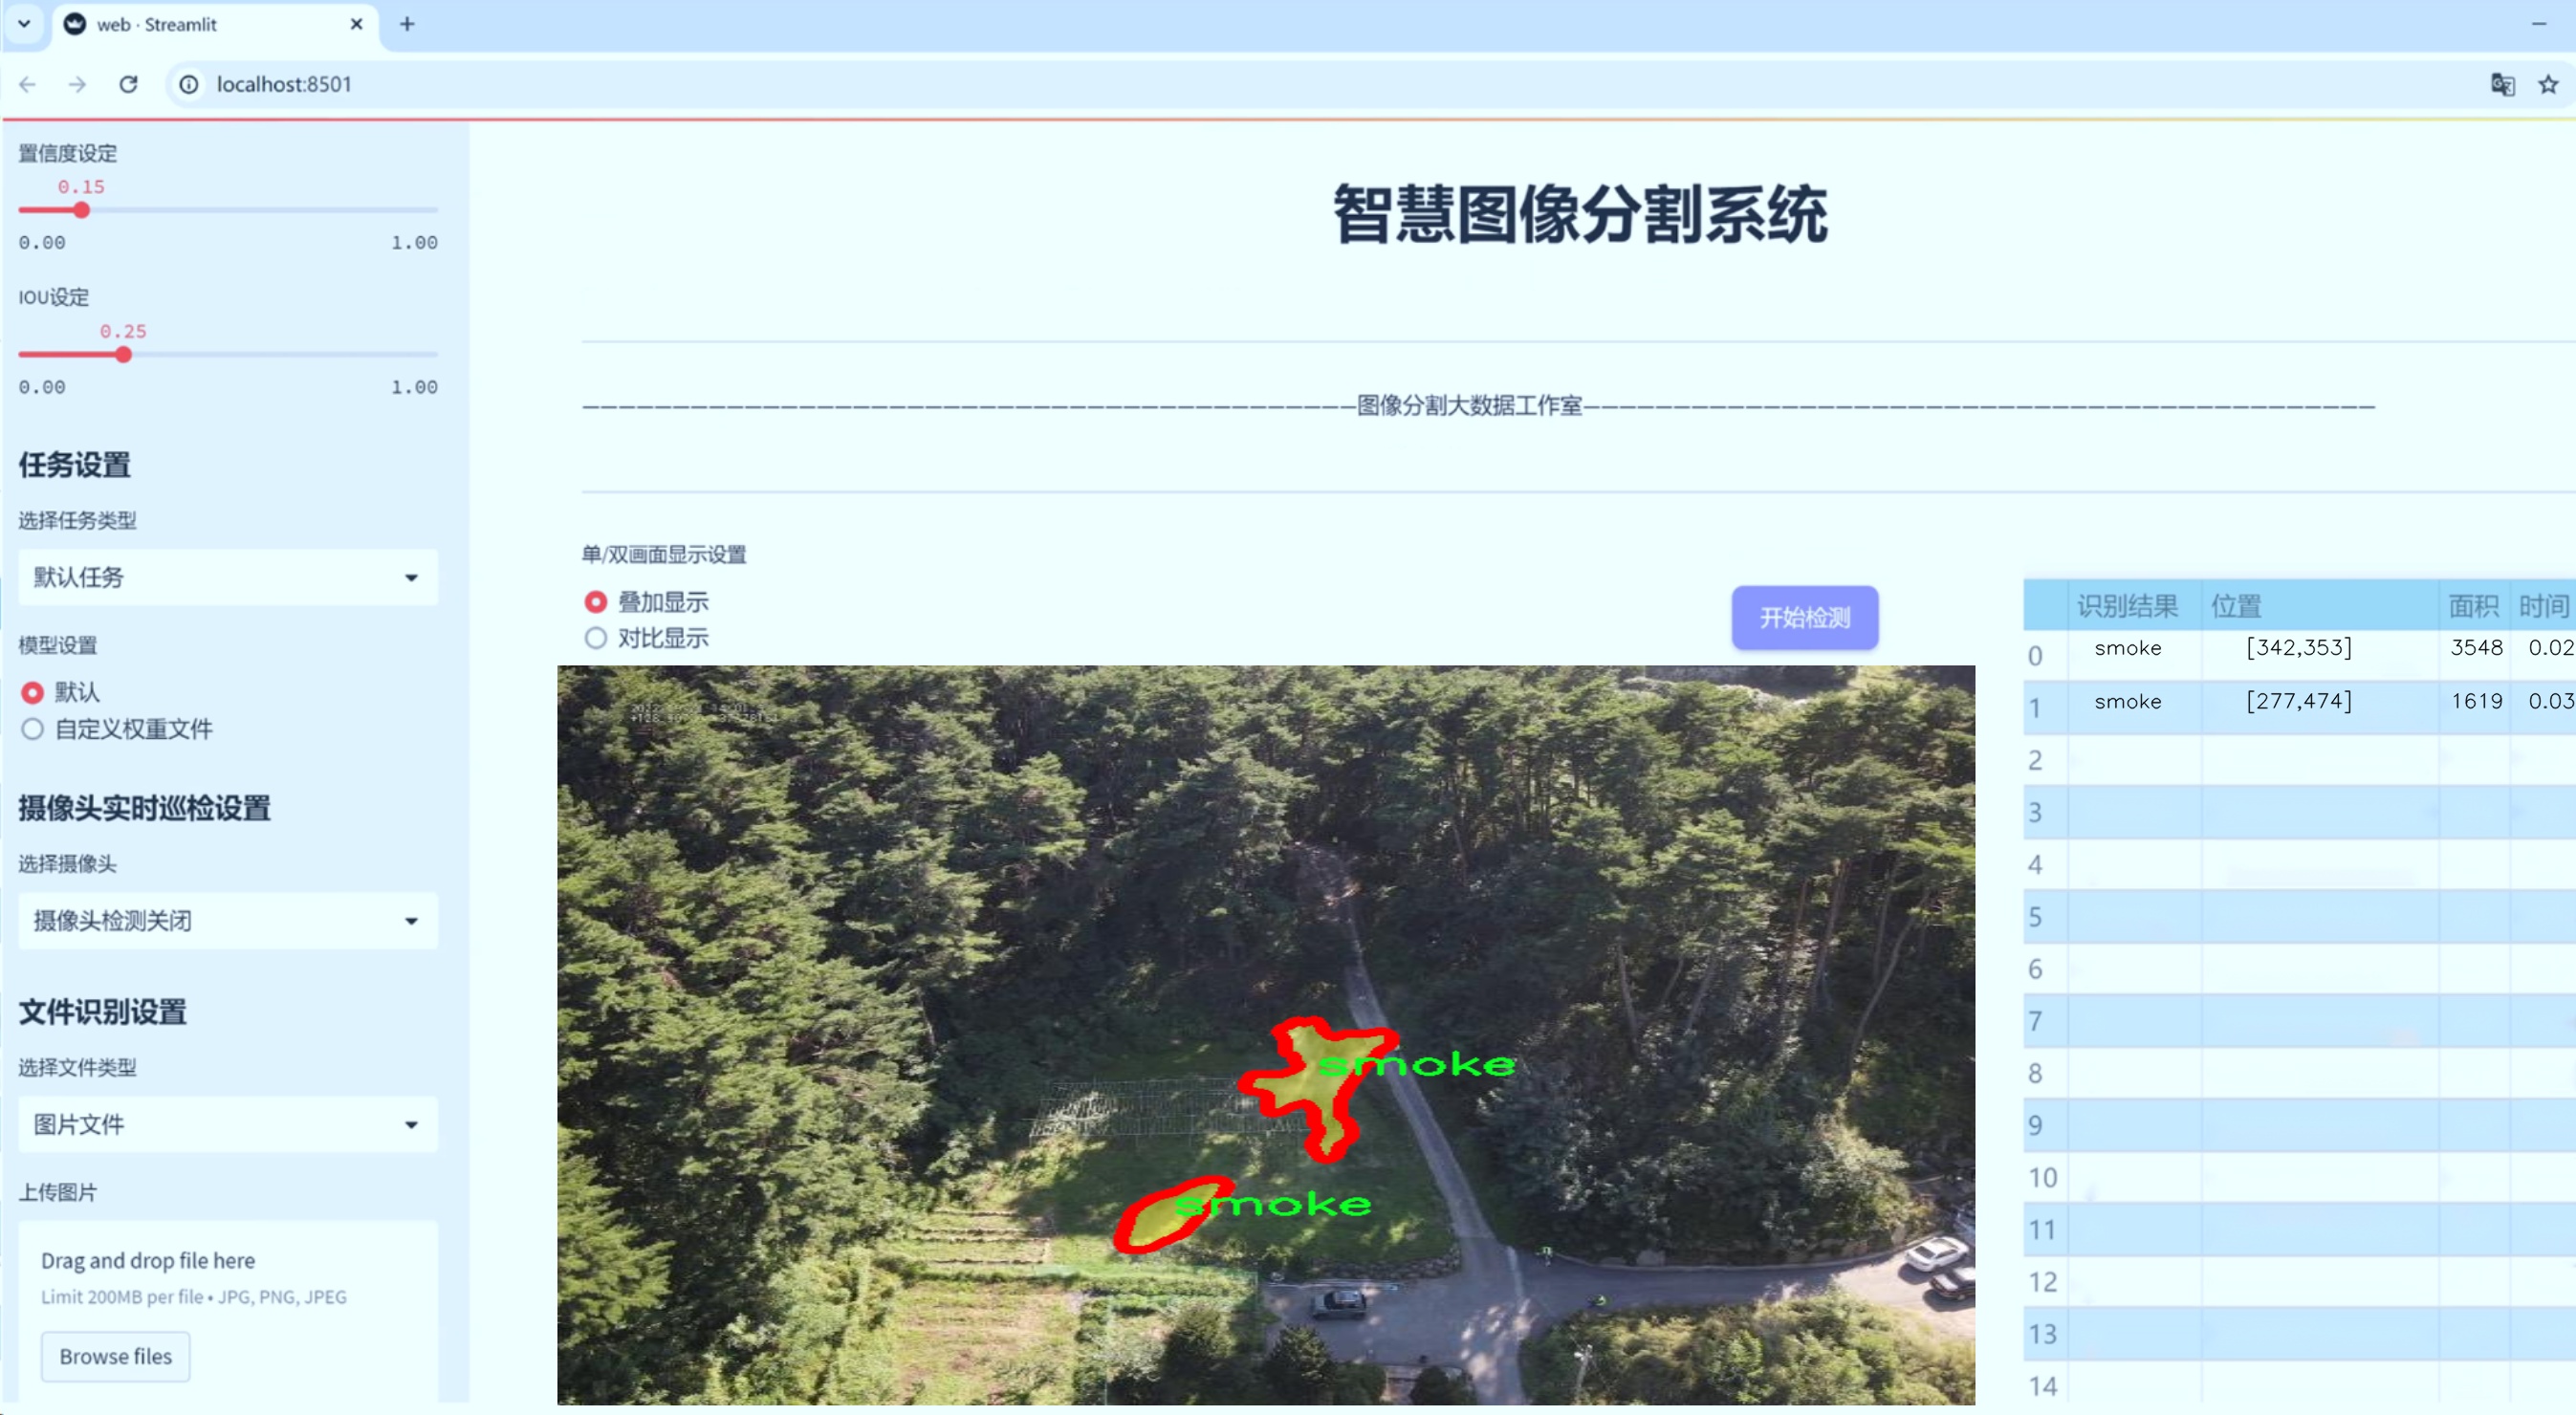 web · Streamlit
localhost:8501
置信度设定
0.15
0.00 1.00
IOU设定
0.25
0.00 1.00
任务设置
选择任务类型
默认任务
模型设置
默认
自定义权重文件
摄像头实时巡检设置
选择摄像头
摄像头检测关闭
文件识别设置
选择文件类型
图片文件
上传图片
Drag and drop file here
Limit 200MB per file • JPG, PNG, JPEG
Browse files
智慧图像分割系统
图像分割大数据工作室
单/双画面显示设置
叠加显示
对比显示
开始检测
smoke
smoke
识别结果 位置 面积 时间
0 smoke [342,353] 3548 0.02
1 smoke [277,474] 1619 0.03
2
3
4
5
6
7
8
9
10
11
12
13
14